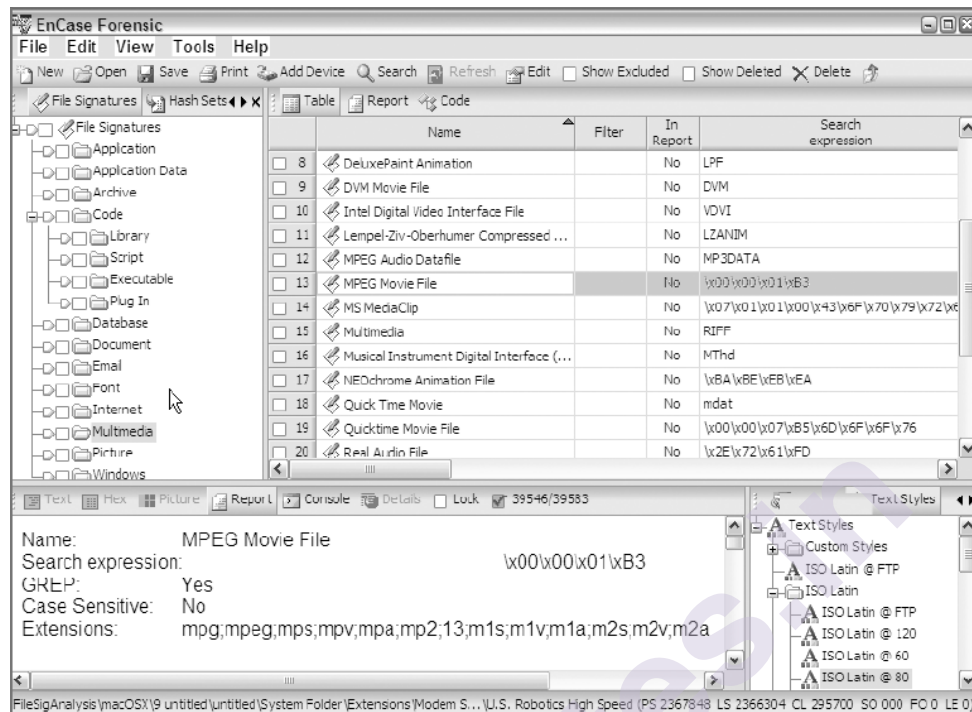 EnCase Forensic
File Edit View Tools Help
New Open Save Print Add Device Search Refresh Edit Show Excluded Show Deleted Delete
File Signatures Hash Sets Table Report Code
Name Filter In Report Search expression
File Signatures
Application
Application Data
Archive
Code
Library
Script
Executable
Plug In
Database
Document
Email
Font
Internet
Multimedia
Picture
Windows
8 DeluxePaint Animation No LPF
9 DVM Movie File No DVM
10 Intel Digital Video Interface File No VDVI
11 Lempel-Ziv-Oberhumer Compressed ... No LZANIM
12 MPEG Audio Datafile No MP3DATA
13 MPEG Movie File No \x00\x00\x01\xB3
14 MS MediaClip No \x07\x01\x01\x00\x43\x6F\x70\x79\x72\x6
15 Multimedia No RIFF
16 Musical Instrument Digital Interface (... No MThd
17 NEOchrome Animation File No \xBA\xBE\xEB\xEA
18 Quick Time Movie No mdat
19 Quicktime Movie File No \x00\x00\x07\xB5\x6D\x6F\x6F\x76
20 Real Audio File No \x2E\x72\x61\xFD
Text Hex Picture Report Console Details Lock 39546/39583
Name: MPEG Movie File
Search expression: \x00\x00\x01\xB3
GREP: Yes
Case Sensitive: No
Extensions: mpg;mpeg;mps;mpv;mpa;mp2;13;m1s;m1v;m1a;m2s;m2v;m2a
Text Styles
Text Styles
Custom Styles
ISO Latin @ FTP
ISO Latin
ISO Latin @ FTP
ISO Latin @ 120
ISO Latin @ 60
ISO Latin @ 80
FileSigAnalysis\macOSX\9 untitled\untitled\System Folder\Extensions\Modem S...\U.S. Robotics High Speed (PS 2367848 LS 2366304 CL 295700 SO 000 FO 0 LE 0)